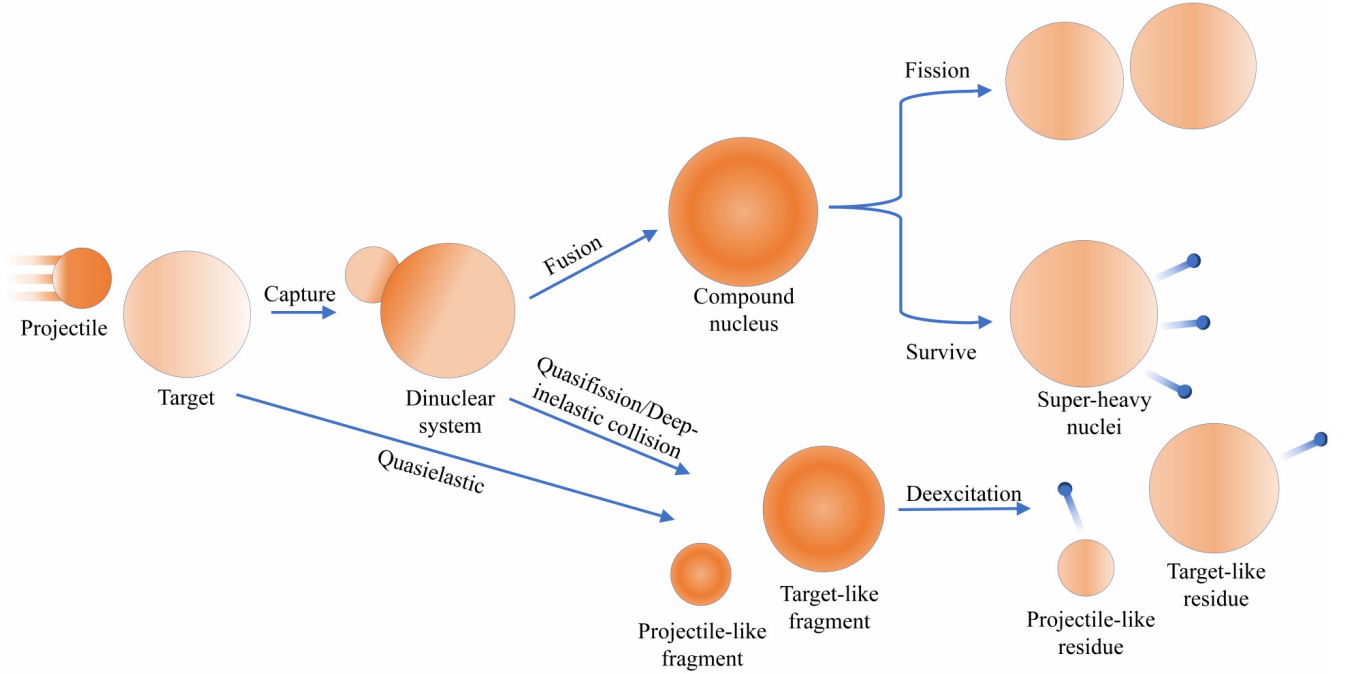 Projectile
Target
Capture
Dinuclear
system
Fusion
Compound
nucleus
Fission
Survive
Super-heavy
nuclei
Quasifission/Deep-
inelastic collision
Quasielastic
Projectile-like
fragment
Target-like
fragment
Deexcitation
Projectile-like
residue
Target-like
residue